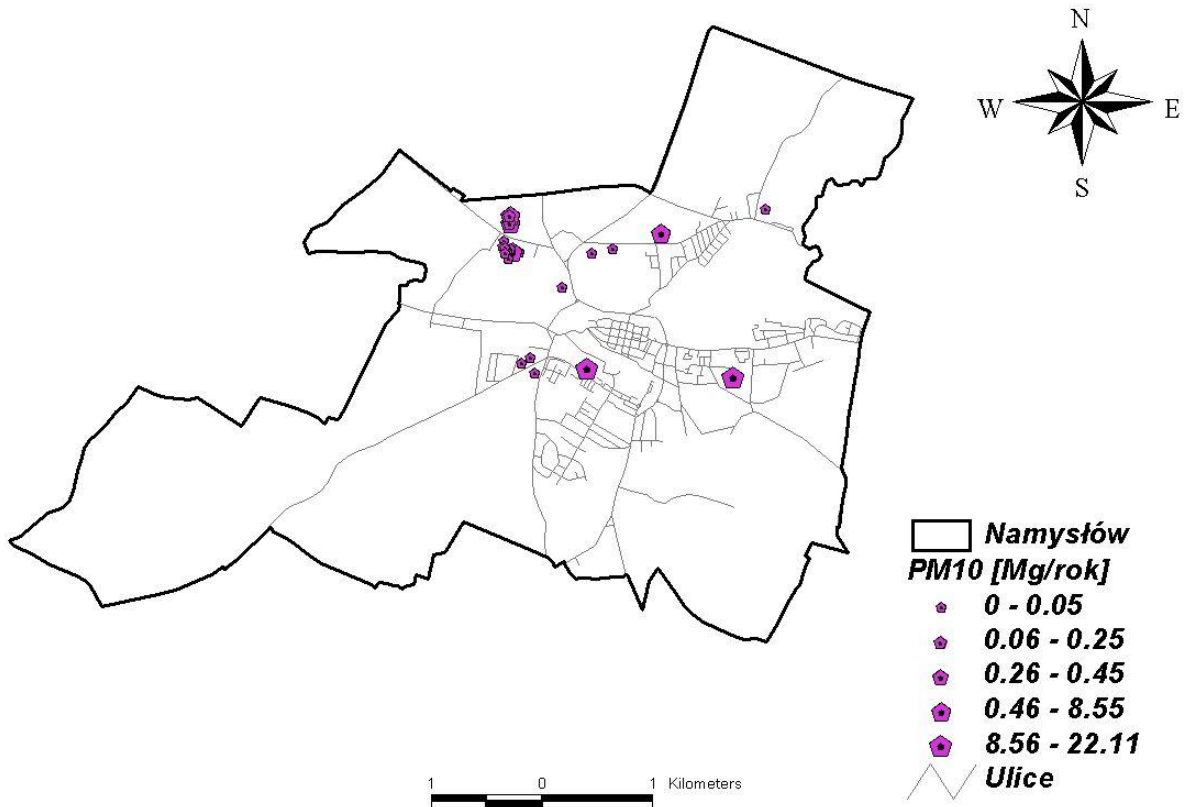 N
W E
S
Namysłów
PM10 [Mg/rok]
0 - 0.05
0.06 - 0.25
0.26 - 0.45
0.46 - 8.55
8.56 - 22.11
Ulice
1 0 1 Kilometers